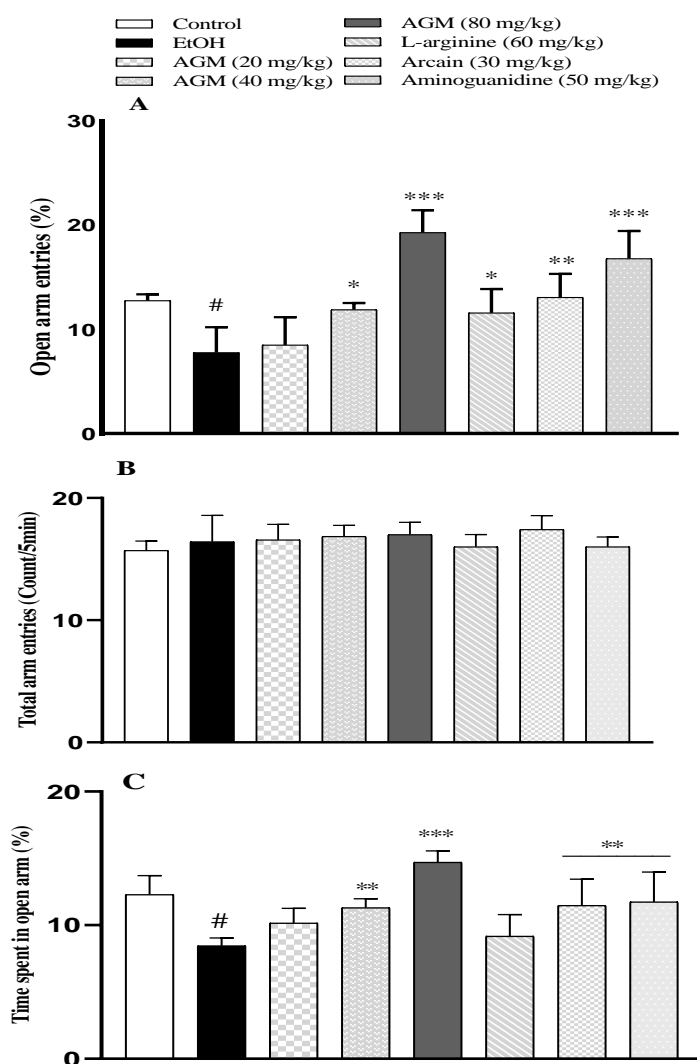 Control
EtOH
AGM (20 mg/kg)
AGM (40 mg/kg)
AGM (80 mg/kg)
L-arginine (60 mg/kg)
Arcain (30 mg/kg)
Aminoguanidine (50 mg/kg)
A
Open arm entries (%)
30
20
10
0
#
*
***
*
**
***
B
Total arm entries (Count/5min)
20
10
0
C
Time spent in open arm (%)
20
10
0
#
**
***
**